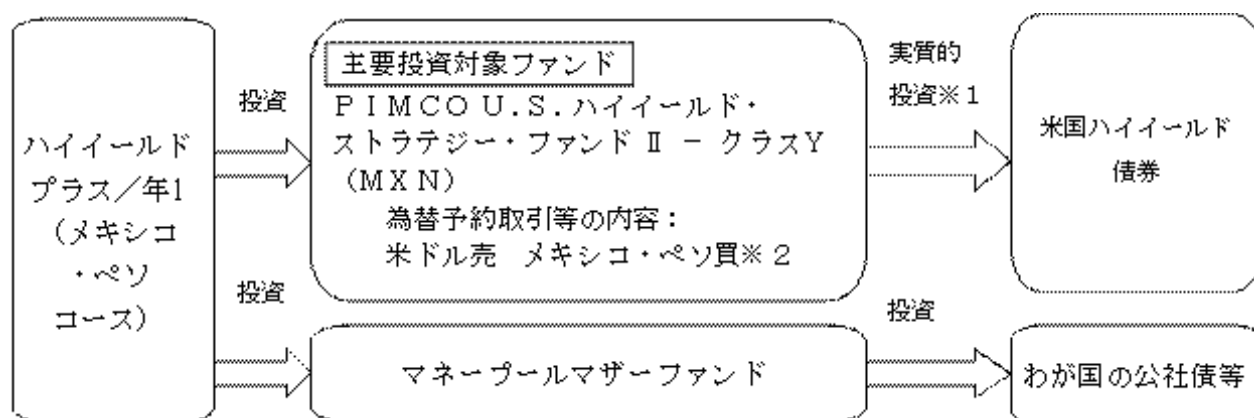 ハイイールド
プラス／年1
（メキシコ
・ペソ
コース）
投資
投資
主要投資対象ファンド
ＰＩＭＣＯ Ｕ.Ｓ.ハイイールド・
ストラテジー・ファンド Ⅱ － クラスＹ
（ＭＸＮ）
為替予約取引等の内容：
米ドル売　メキシコ・ペソ買※２
マネープールマザーファンド
実質的
投資※１
投資
米国ハイイールド
債券
わが国の公社債等